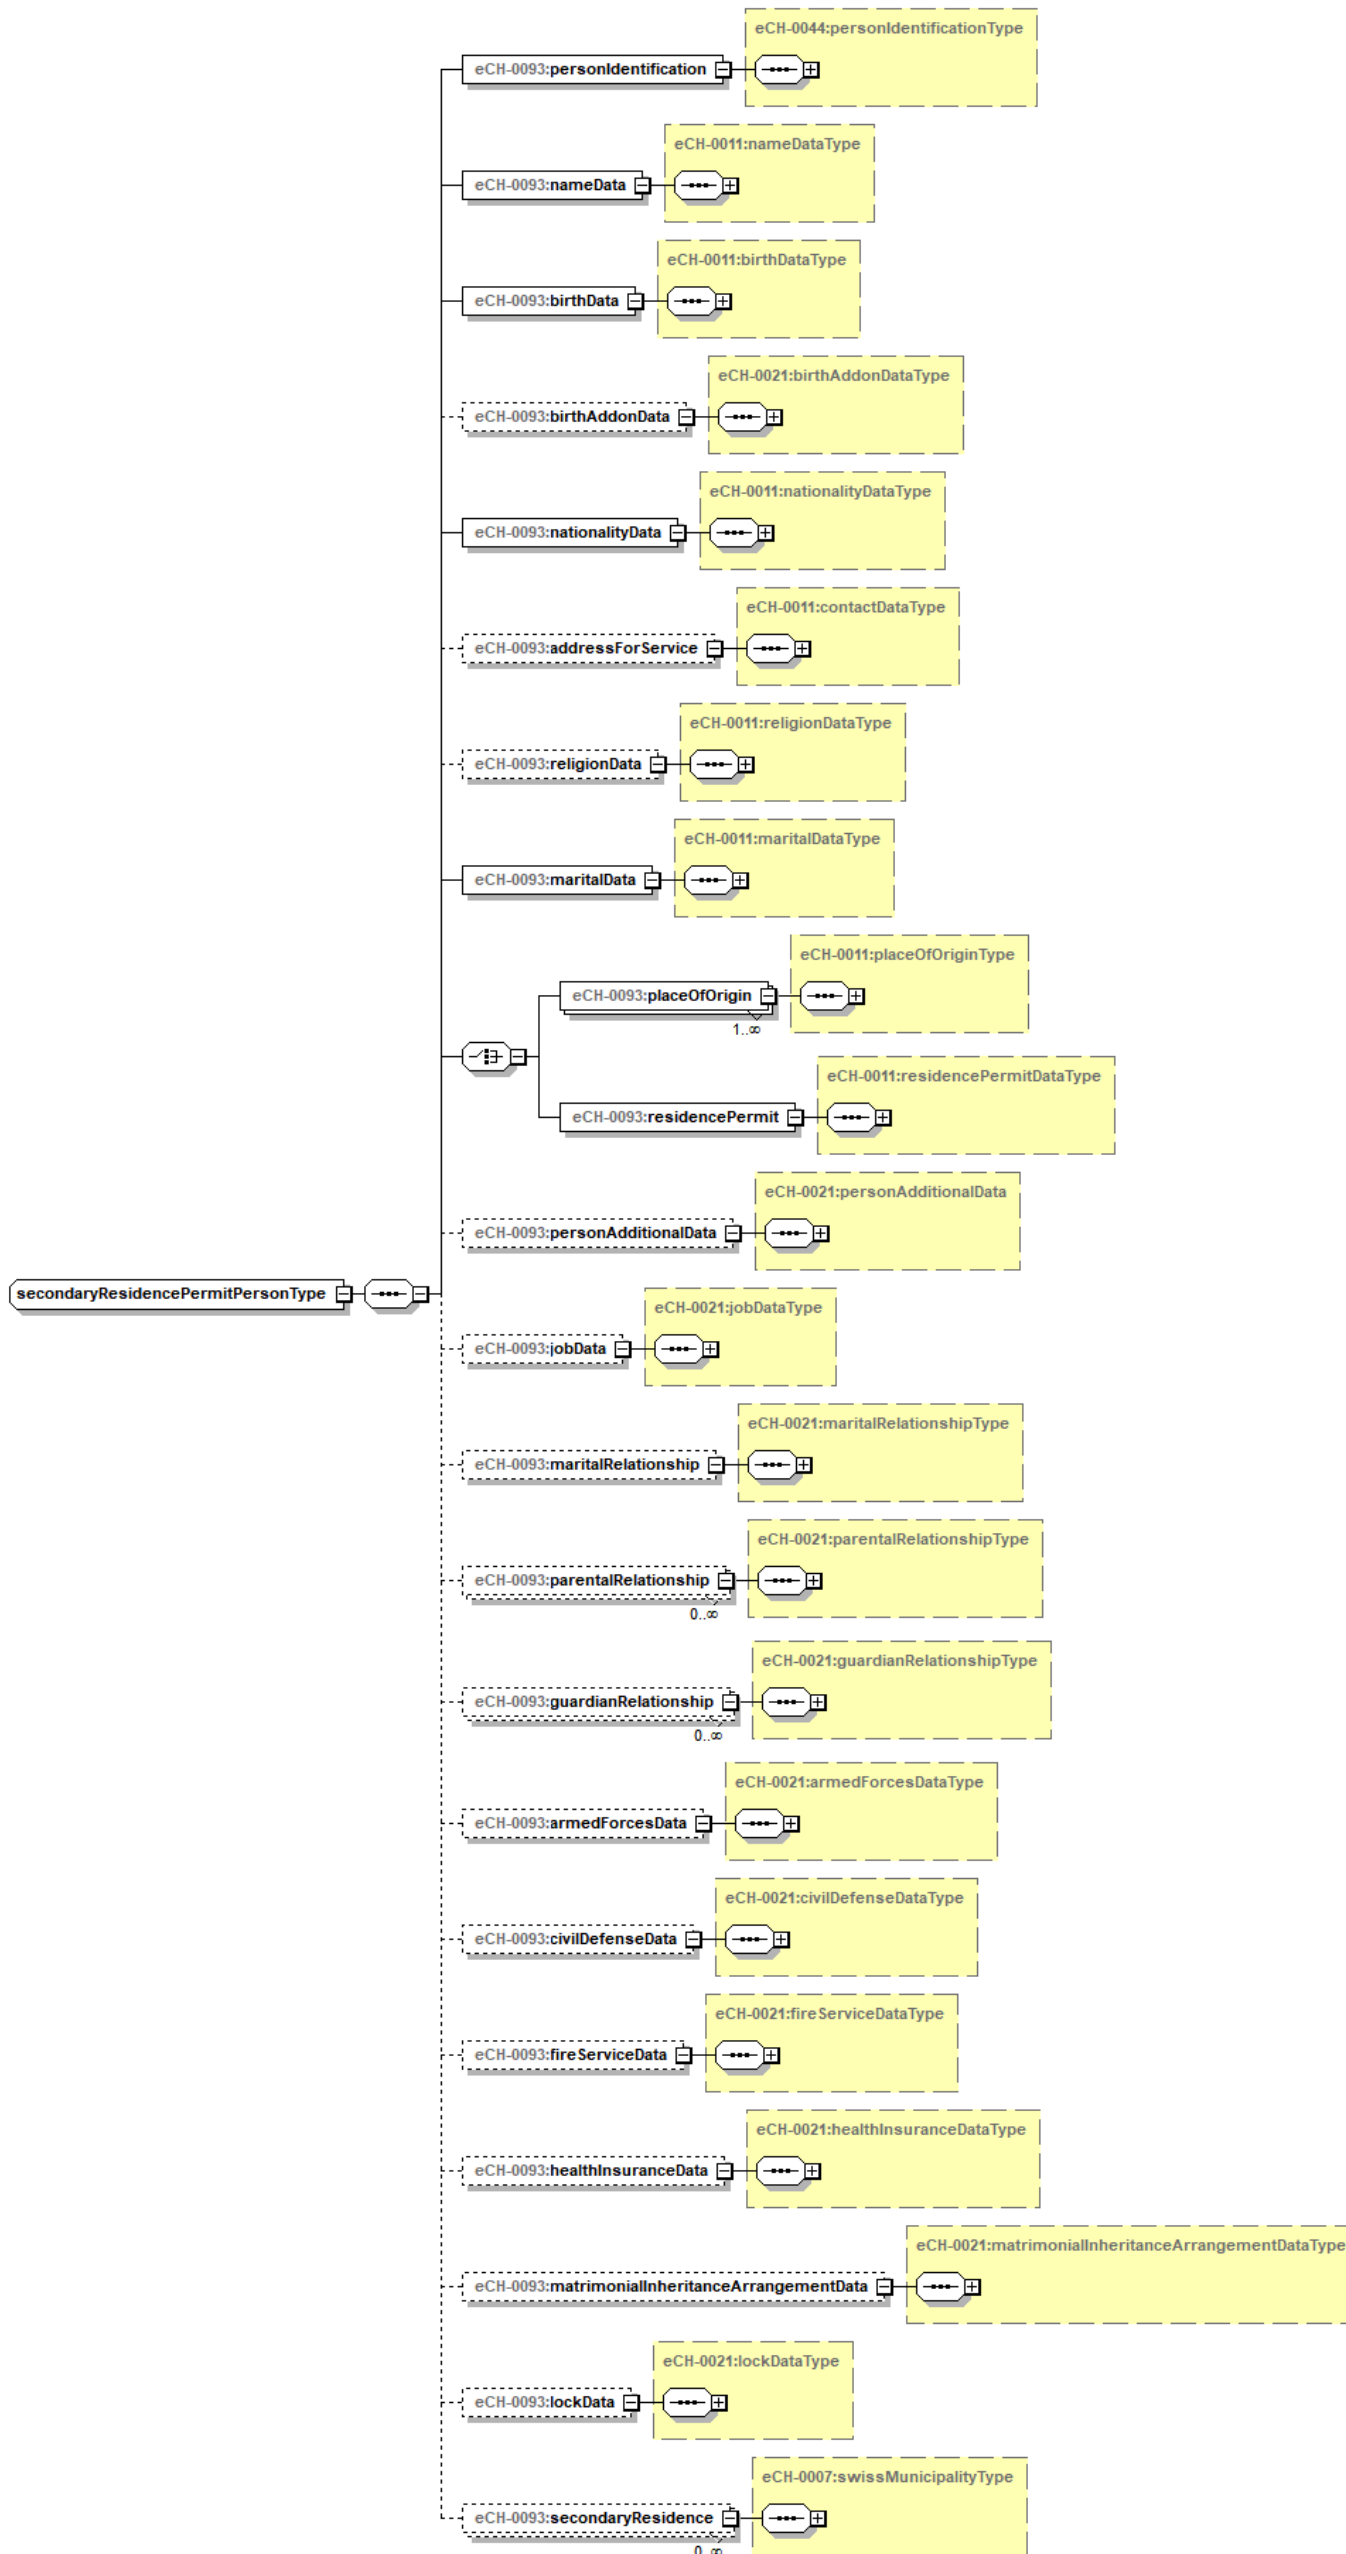 eCH-0044:personIdentificationType
eCH-0093:personIdentification
eCH-0011:nameDataType
eCH-0093:nameData
eCH-0011:birthDataType
eCH-0093:birthData
eCH-0021:birthAddonDataType
eCH-0093:birthAddonData
eCH-0011:nationalityDataType
eCH-0093:nationalityData
eCH-0011:contactDataType
eCH-0093:addressForService
eCH-0011:religionDataType
eCH-0093:religionData
eCH-0011:maritalDataType
eCH-0093:maritalData
eCH-0011:placeOfOriginType
eCH-0093:placeOfOrigin
1..∞
eCH-0011:residencePermitDataType
eCH-0093:residencePermit
eCH-0021:personAdditionalData
eCH-0093:personAdditionalData
secondaryResidencePermitPersonType
eCH-0021:jobDataType
eCH-0093:jobData
eCH-0021:maritalRelationshipType
eCH-0093:maritalRelationship
eCH-0021:parentalRelationshipType
eCH-0093:parentalRelationship
0..∞
eCH-0021:guardianRelationshipType
eCH-0093:guardianRelationship
0..∞
eCH-0021:armedForcesDataType
eCH-0093:armedForcesData
eCH-0021:civilDefenseDataType
eCH-0093:civilDefenseData
eCH-0021:fireServiceDataType
eCH-0093:fireServiceData
eCH-0021:healthInsuranceDataType
eCH-0093:healthInsuranceData
eCH-0021:matrimonialInheritanceArrangementDataType
eCH-0093:matrimonialInheritanceArrangementData
eCH-0021:lockDataType
eCH-0093:lockData
eCH-0007:swissMunicipalityType
eCH-0093:secondaryResidence
0..∞